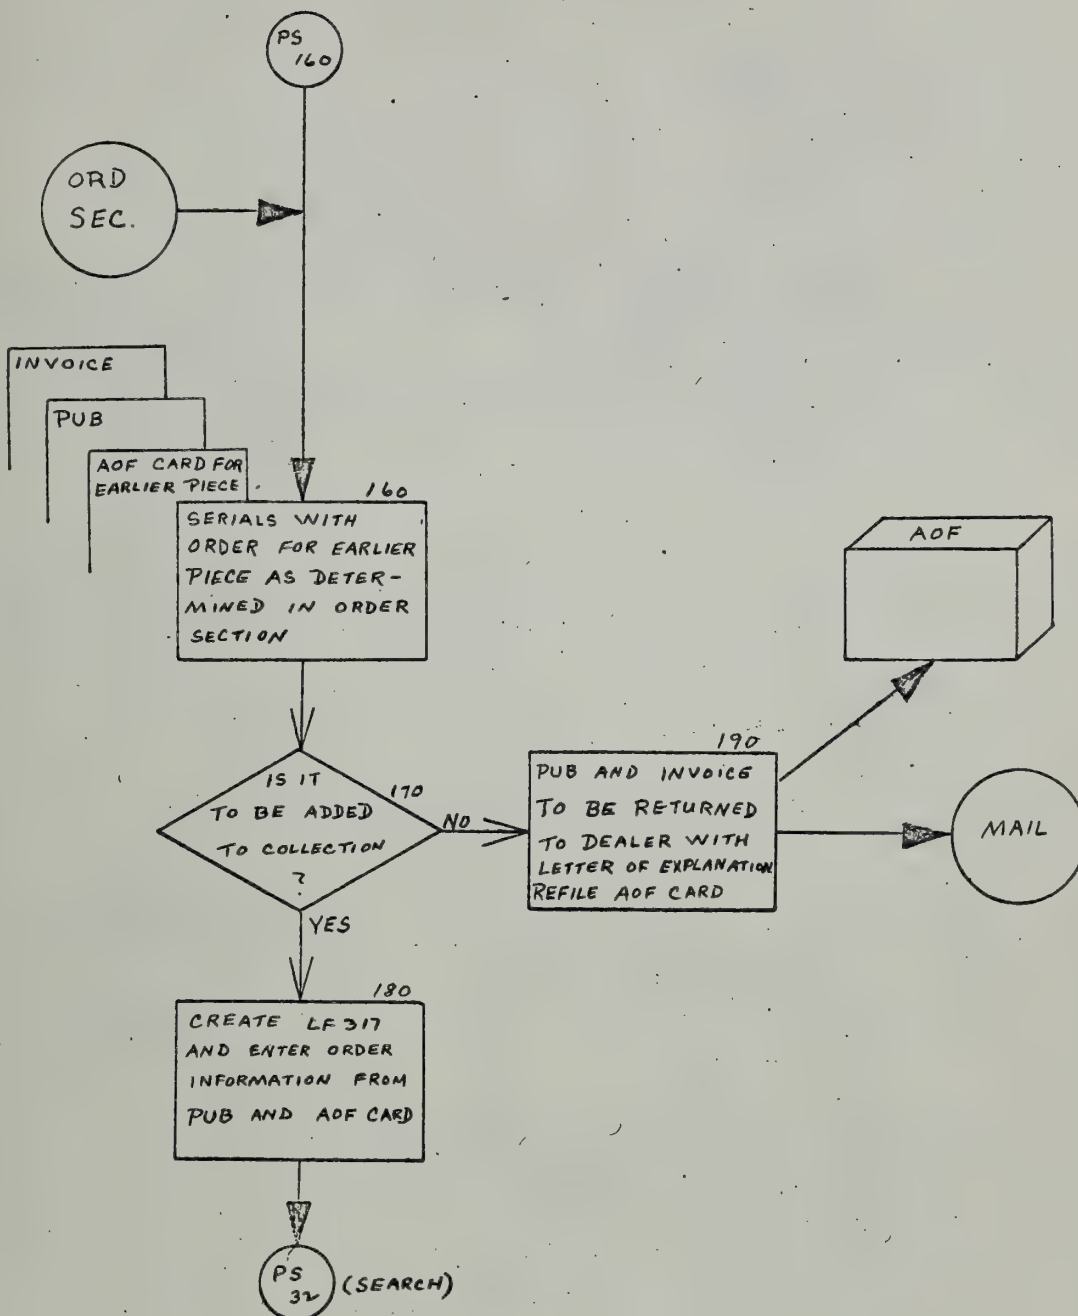 PS
160
ORD
SEC.
INVOICE
PUB
AOF CARD FOR
EARLIER PIECE
160
SERIALS WITH
ORDER FOR EARLIER
PIECE AS DETER-
MINED IN ORDER
SECTION
AOF
IS IT
TO BE ADDED
TO COLLECTION
?
170
NO
190
PUB AND INVOICE
TO BE RETURNED
TO DEALER WITH
LETTER OF EXPLANATION
REFILE AOF CARD
MAIL
YES
180
CREATE LF 317
AND ENTER ORDER
INFORMATION FROM
PUB AND AOF CARD
PS
32
(SEARCH)